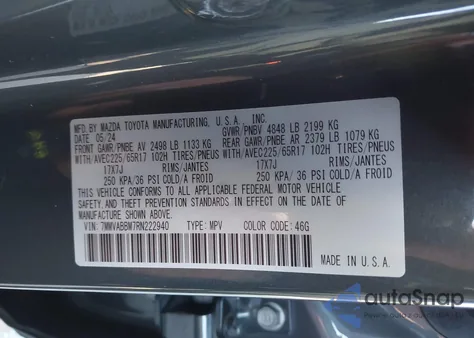 MFD. BY MAZDA TOYOTA MANUFACTURING, U.S.A., INC.
DATE 05/24 GVWR/PNBV 4848 LB 2199 KG
FRONT GAWR/PNBE AV 2498 LB 1133 KG REAR GAWR/PNBE AR 2379 LB 1079 KG
WITH AVEC225/65R17 102H TIRES/PNEUS WITH AVEC225/65R17 102H TIRES/PNEUS
17X7J RIMS/JANTES 17X7J RIMS/JANTES
250 KPA/36 PSI COLD/A FROID 250 KPA/36 PSI COLD/A FROID
THIS VEHICLE CONFORMS TO ALL APPLICABLE FEDERAL MOTOR VEHICLE
SAFETY, BUMPER, AND THEFT PREVENTION STANDARDS IN EFFECT ON THE DATE OF
MANUFACTURE SHOWN ABOVE.
VIN: 7MMVABBM7RN222940 TYPE: MPV COLOR CODE: 46G
MADE IN U.S.A.
autoSnap